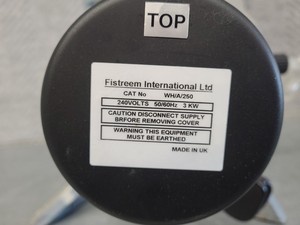 TOP
Fistreem International Ltd
CAT No WH/A/250
240VOLTS 50/60Hz 3 KW
CAUTION DISCONNECT SUPPLY
BRFORE REMOVING COVER
WARNING THIS EQUIPMENT
MUST BE EARTHED
MADE IN UK